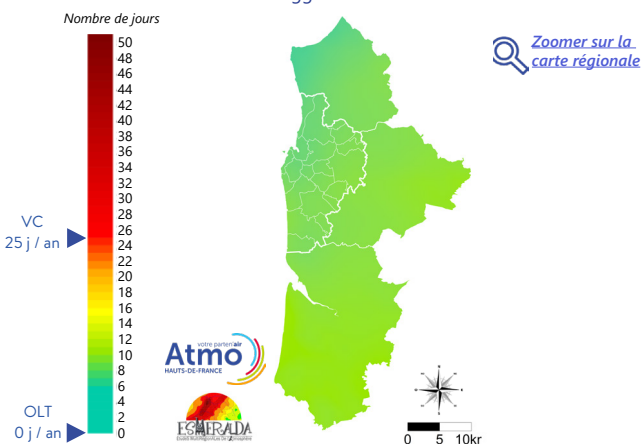 gg
Nombre de jours
50
48
46
44
42
40
38
36
34
32
30
28
26
24
22
20
18
16
14
12
10
8
6
4
2
0
VC
25 j / an
OLT
0 j / an
Zoomer sur la
carte régionale
votre parten'air
Atmo
HAUTS-DE-FRANCE
ESMERALDA
0 5 10kr